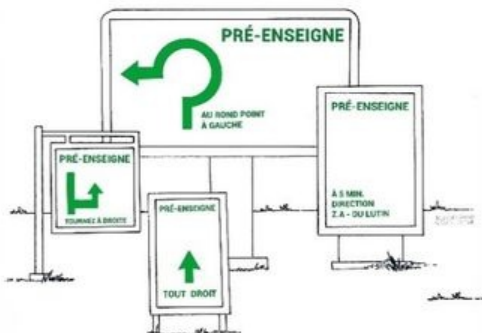 PRÉ-ENSEIGNE
AU ROND POINT
À GAUCHE
PRÉ-ENSEIGNE
À 5 MIN.
DIRECTION
Z.A - DU LUTIN
PRÉ-ENSEIGNE
TOURNEZ À DROITE
PRÉ-ENSEIGNE
TOUT DROIT